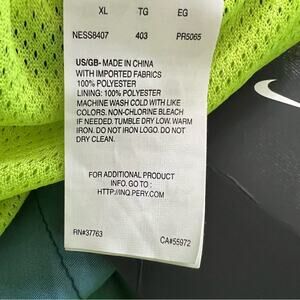 XL TG EG
NESS8407 403 PR5065
US/GB- MADE IN CHINA
WITH IMPORTED FABRICS
100% POLYESTER
LINING: 100% POLYESTER
MACHINE WASH COLD WITH LIKE
COLORS. NON-CHLORINE BLEACH
IF NEEDED. TUMBLE DRY LOW. WARM
IRON. DO NOT IRON LOGO. DO NOT
DRY CLEAN.
FOR ADDITIONAL PRODUCT
INFO. GO TO :
HTTPS://INQ.PERY.COM
RN#37763 CA#55972